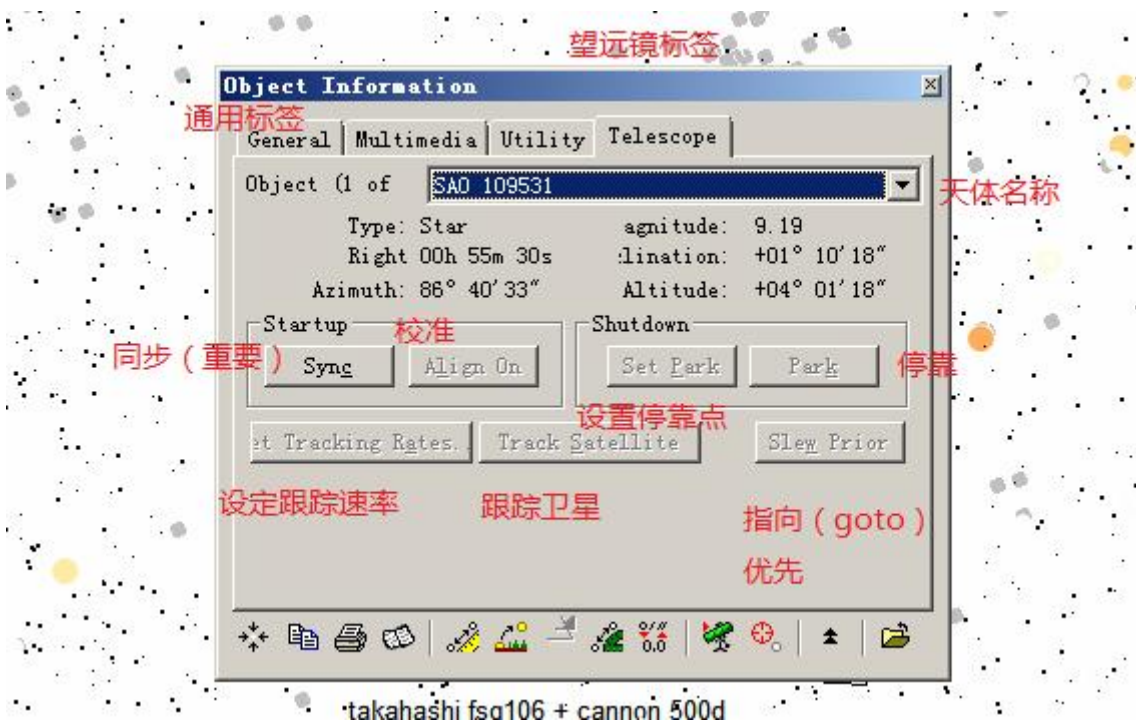 望远镜标签
Object Information
通用标签
General Multimedia Utility Telescope
Object (1 of SAO 109531
天体名称
Type: Star agnitude: 9.19
Right 00h 55m 30s :lination: +01° 10'18"
Azimuth: 86° 40'33" Altitude: +04° 01'18"
Startup Shutdown
校准
同步（重要） Sync Align On Set Park Park 停靠
设置停靠点
et Tracking Rates. Track Satellite Slew Prior
设定跟踪速率 跟踪卫星 指向（goto）
优先
takahashi fsq106 + cannon 500d